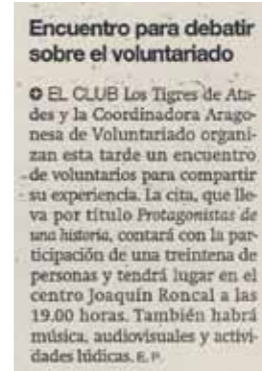 Encuentro para debatir
sobre el voluntariado
✪ EL CLUB Los Tigres de Ata-
des y la Coordinadora Arago-
nesa de Voluntariado organi-
zan esta tarde un encuentro
de voluntarios para compartir
su experiencia. La cita, que lle-
va por título Protagonistas de
una historia, contará con la par-
ticipación de una treintena de
personas y tendrá lugar en el
centro Joaquín Roncal a las
19.00 horas. También habrá
música, audiovisuales y activi-
dades lúdicas. E. P.